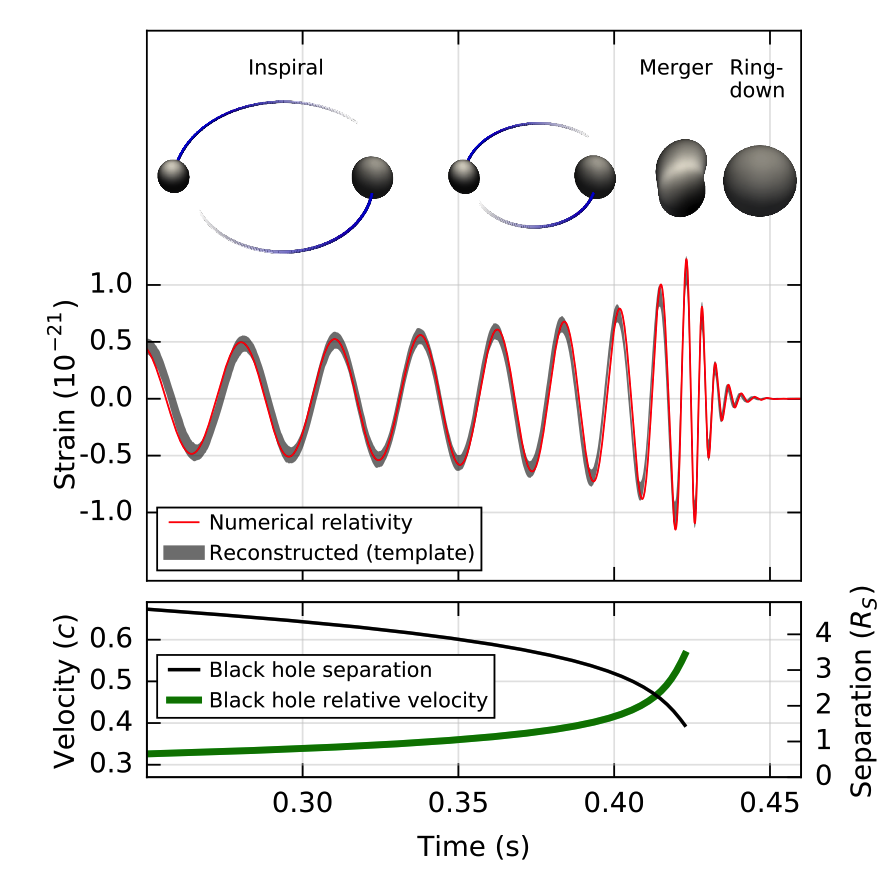 Inspiral
Merger
Ring-
down
Strain (10⁻²¹)
1.0
0.5
0.0
-0.5
-1.0
Numerical relativity
Reconstructed (template)
Velocity (c)
0.6
0.5
0.4
0.3
Black hole separation
Black hole relative velocity
4
3
2
1
0
Separation (R_S)
0.30
0.35
0.40
0.45
Time (s)